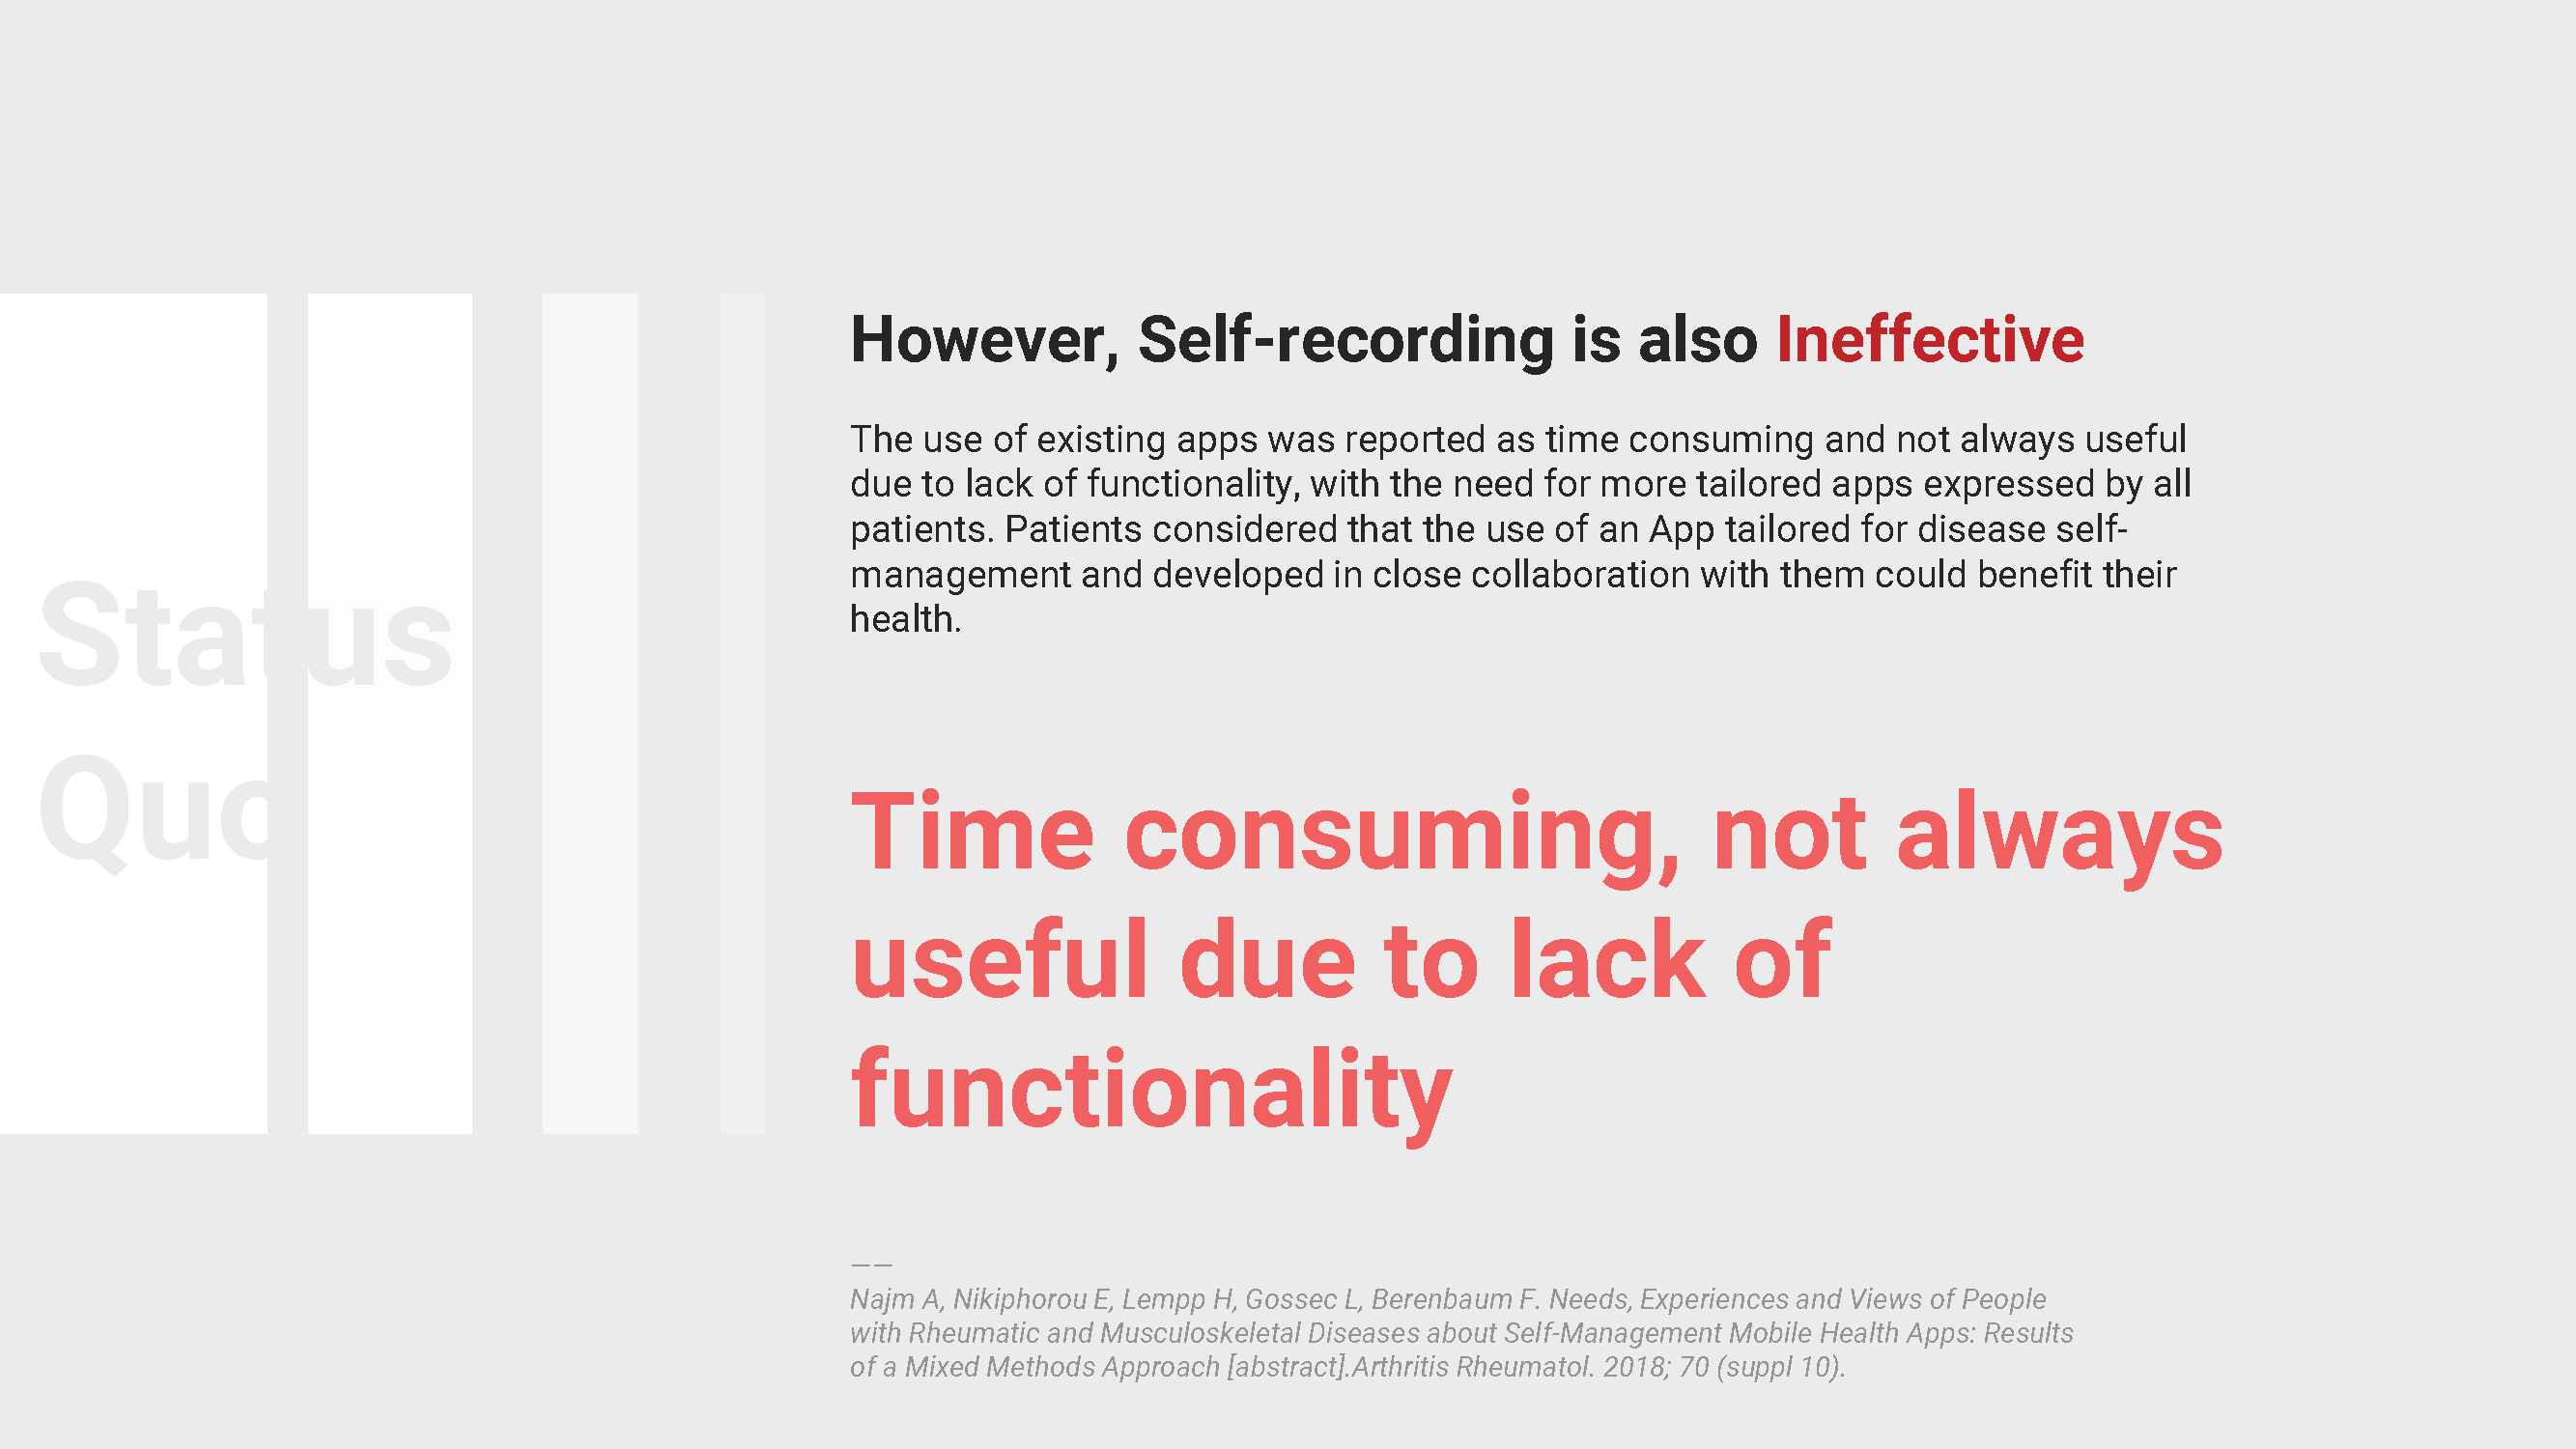 Status
Quo
However, Self-recording is also Ineffective
The use of existing apps was reported as time consuming and not always useful
due to lack of functionality, with the need for more tailored apps expressed by all
patients. Patients considered that the use of an App tailored for disease self-
management and developed in close collaboration with them could benefit their
health.
Time consuming, not always
useful due to lack of
functionality
——
Najm A, Nikiphorou E, Lempp H, Gossec L, Berenbaum F. Needs, Experiences and Views of People
with Rheumatic and Musculoskeletal Diseases about Self-Management Mobile Health Apps: Results
of a Mixed Methods Approach [abstract].Arthritis Rheumatol. 2018; 70 (suppl 10).